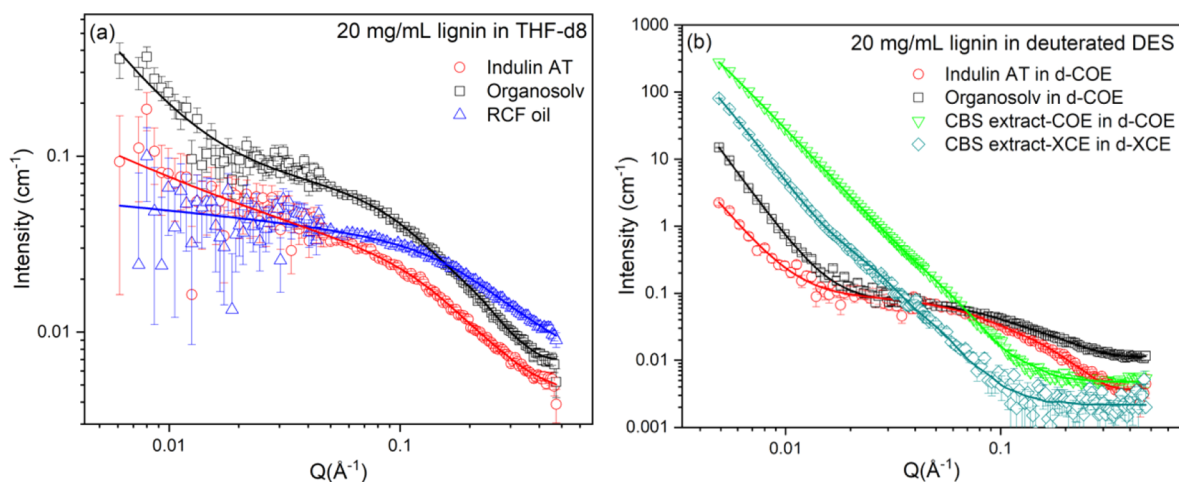 (a)
20 mg/mL lignin in THF-d8
Indulin AT
Organosolv
RCF oil
0.1
0.01
Intensity (cm⁻¹)
0.01
0.1
Q(Å⁻¹)
(b)
20 mg/mL lignin in deuterated DES
Indulin AT in d-COE
Organosolv in d-COE
CBS extract-COE in d-COE
CBS extract-XCE in d-XCE
1000
100
10
1
0.1
0.01
0.001
Intensity (cm⁻¹)
0.01
0.1
Q(Å⁻¹)